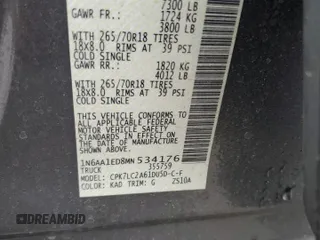 7300 LB
GAWR FR: 1724 KG
3800 LB
WITH 265/70R18 TIRES
18X8.0 RIMS AT 39 PSI
COLD SINGLE
GAWR RR: 1820 KG
4012 LB
WITH 265/70R18 TIRES
18X8.0 RIMS AT 39 PSI
COLD SINGLE
THIS VEHICLE CONFORMS TO ALL
APPLICABLE FEDERAL
MOTOR VEHICLE SAFETY
STANDARDS IN EFFECT ON THE
DATE OF MANUFACTURE
SHOWN ABOVE.
1N6AA1ED8MN534176
TRUCK 355759
MODEL: CPK7LC2A61DUSD-C-F
COLOR: KAD TRIM: G ZS10A
DREAMBID